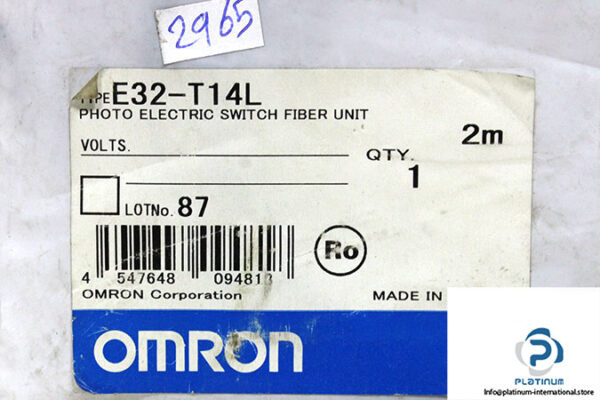 2965
TYPE E32-T14L
PHOTO ELECTRIC SWITCH FIBER UNIT
2m
VOLTS.
QTY.
1
LOTNo. 87
4 547648 094813
Ro
OMRON Corporation
MADE IN
OMRON
PLATINUM
Info@platinum-international.store